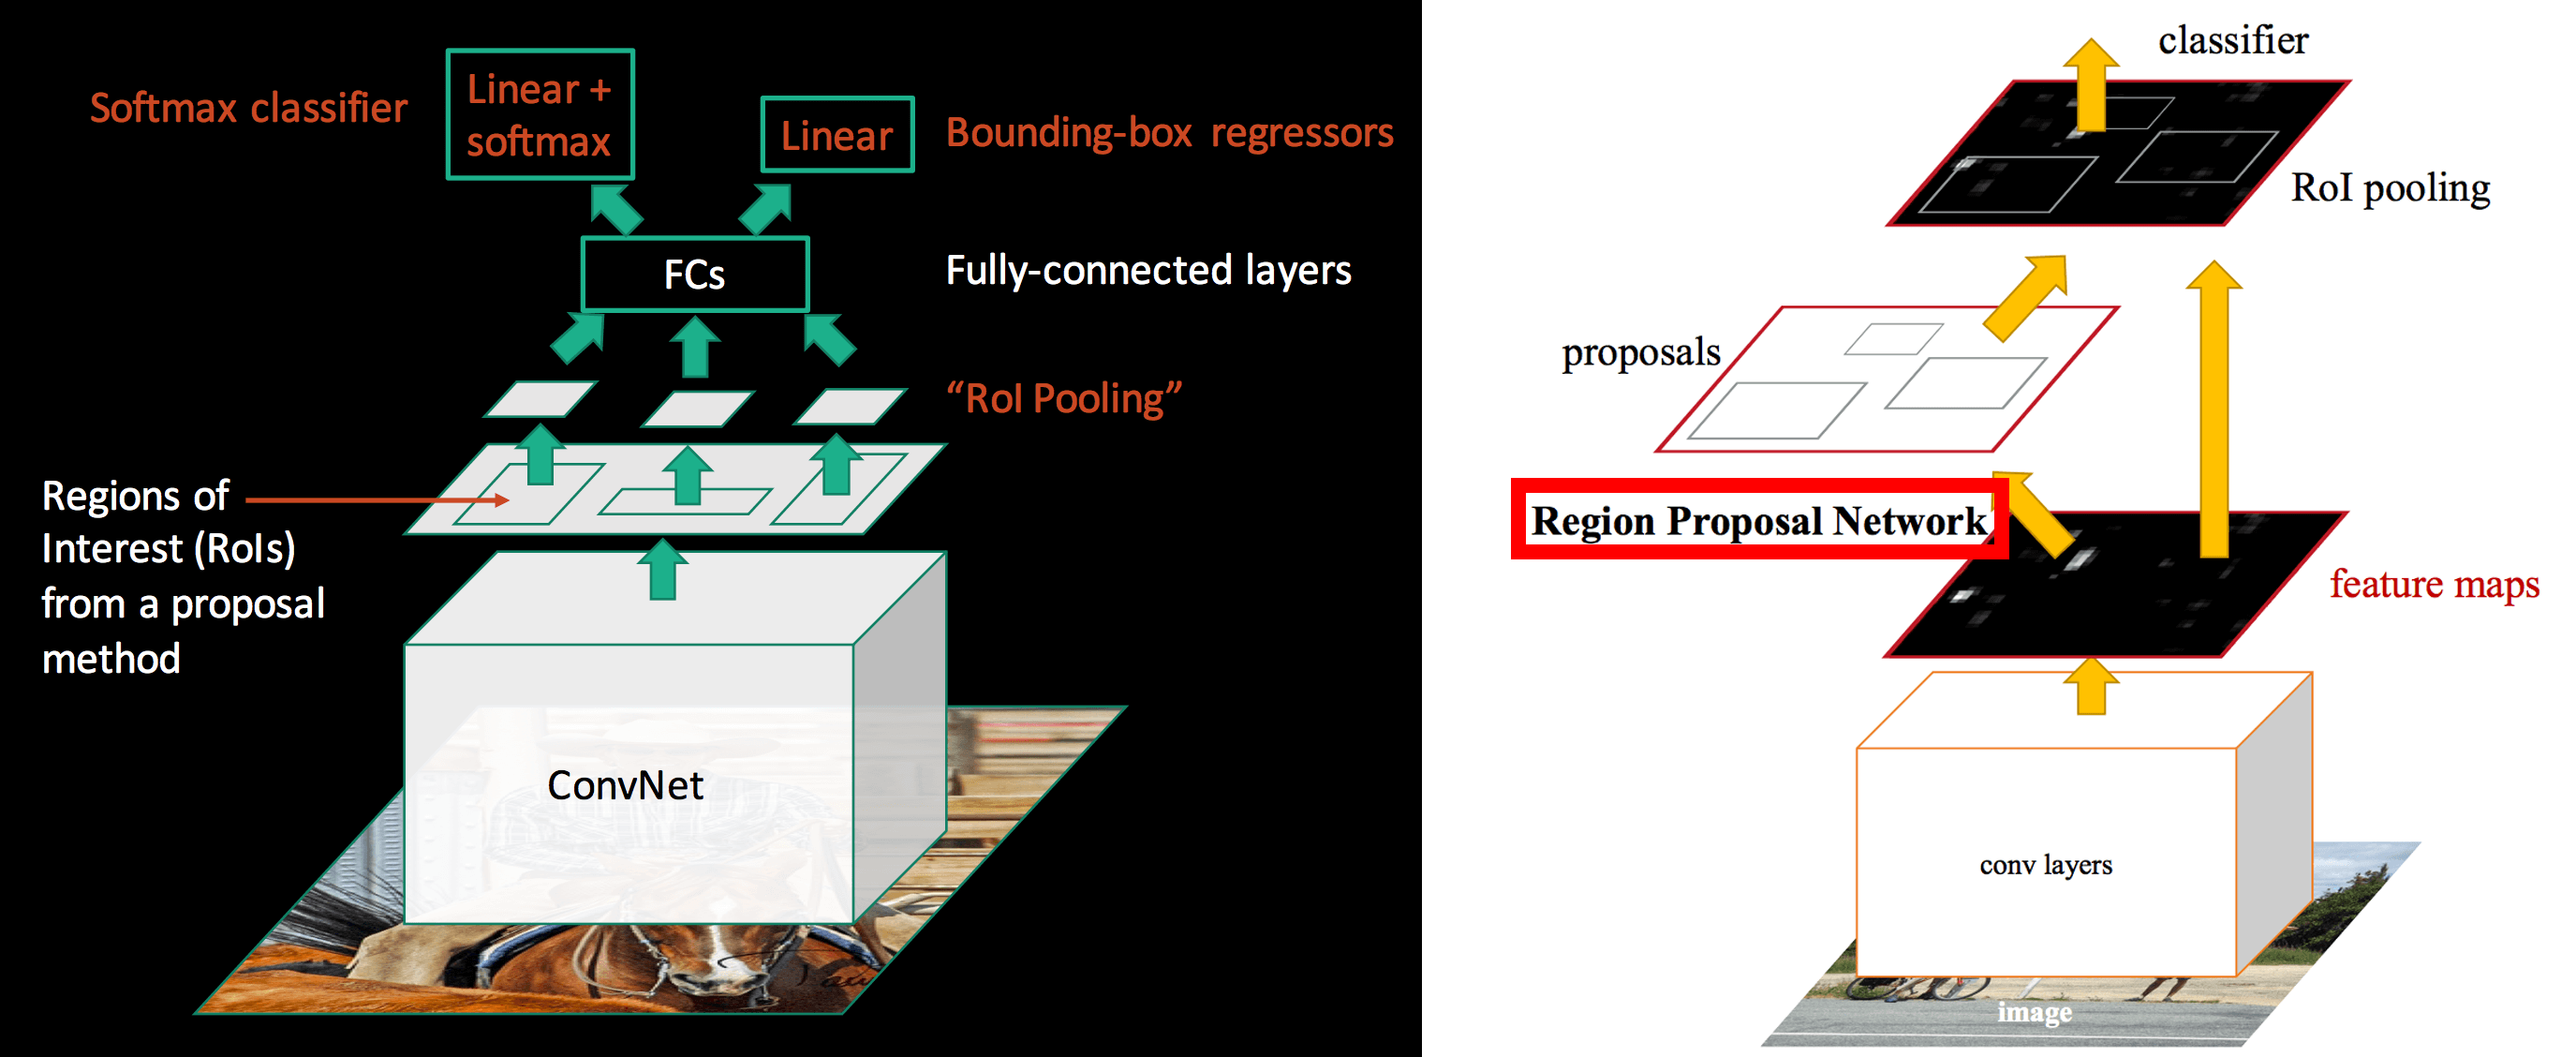 Softmax classifier
Linear +
softmax
Linear
Bounding-box regressors
FCs
Fully-connected layers
“RoI Pooling”
Regions of
Interest (RoIs)
from a proposal
method
ConvNet
classifier
RoI pooling
proposals
Region Proposal Network
feature maps
conv layers
image